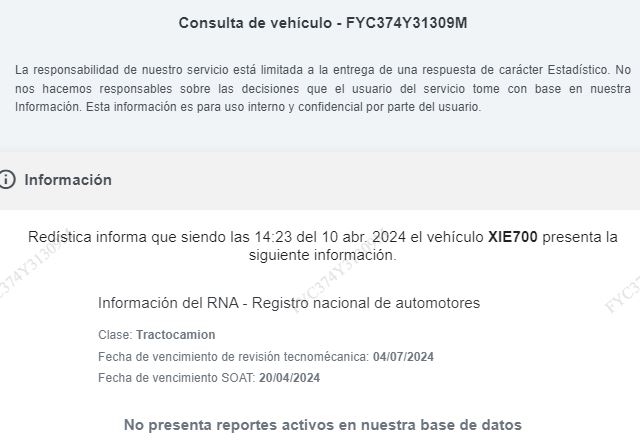 Consulta de vehículo - FYC374Y31309M
La responsabilidad de nuestro servicio está limitada a la entrega de una respuesta de carácter Estadístico. No
nos hacemos responsables sobre las decisiones que el usuario del servicio tome con base en nuestra
Información. Esta información es para uso interno y confidencial por parte del usuario.
Información
Redística informa que siendo las 14:23 del 10 abr. 2024 el vehículo XIE700 presenta la
siguiente información.
Información del RNA - Registro nacional de automotores
Clase: Tractocamion
Fecha de vencimiento de revisión tecnomécanica: 04/07/2024
Fecha de vencimiento SOAT: 20/04/2024
No presenta reportes activos en nuestra base de datos